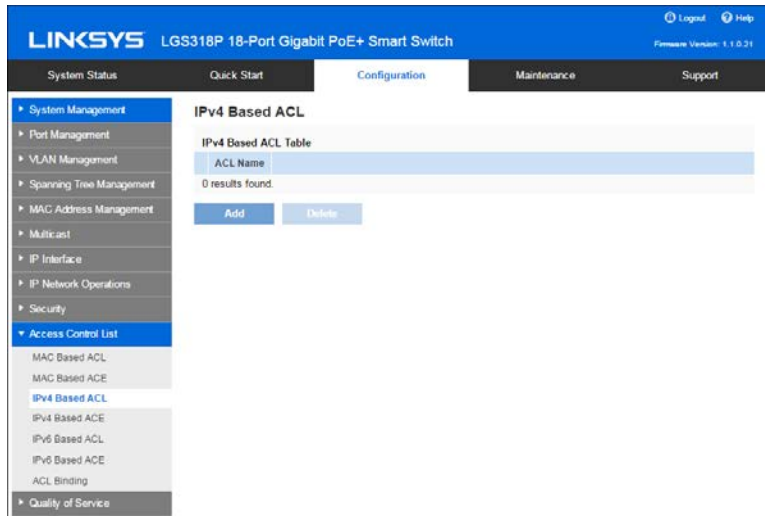 Logout Help
LINKSYS LGS318P 18-Port Gigabit PoE+ Smart Switch
Firmware Version: 1.1.0.21
System Status Quick Start Configuration Maintenance Support
System Management
Port Management
VLAN Management
Spanning Tree Management
MAC Address Management
Multicast
IP Interface
IP Network Operations
Security
Access Control List
MAC Based ACL
MAC Based ACE
IPv4 Based ACL
IPv4 Based ACE
IPv6 Based ACL
IPv6 Based ACE
ACL Binding
Quality of Service
IPv4 Based ACL
IPv4 Based ACL Table
ACL Name
0 results found.
Add Delete